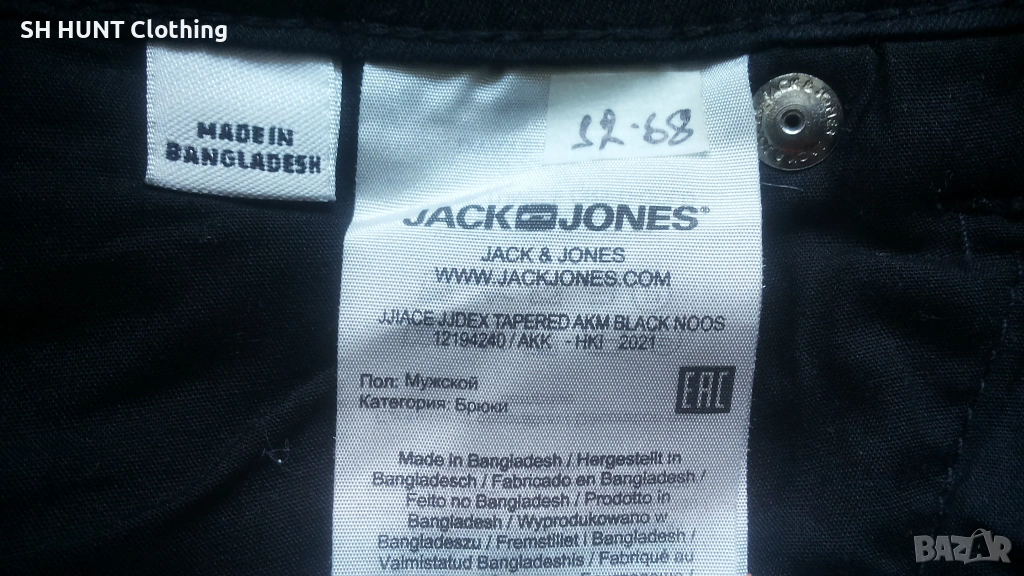 SH HUNT Clothing
MADE IN
BANGLADESH
12-68
JACK & JONES
JACK & JONES®
JACK & JONES
WWW.JACKJONES.COM
JJIACE JJDEX TAPERED AKM BLACK NOOS
12194240 / AKK - HKI 2021
Пол: Мужской
Категория: Брюки
EAC
Made in Bangladesh / Hergestellt in
Bangladesch / Fabricado en Bangladesh /
Feito no Bangladesh / Prodotto in
Bangladesh / Wyprodukowano w
Bangladeszu / Fremstillet i Bangladesh /
Valmistatud Bangladeshis / Fabriqué au
BAZAR